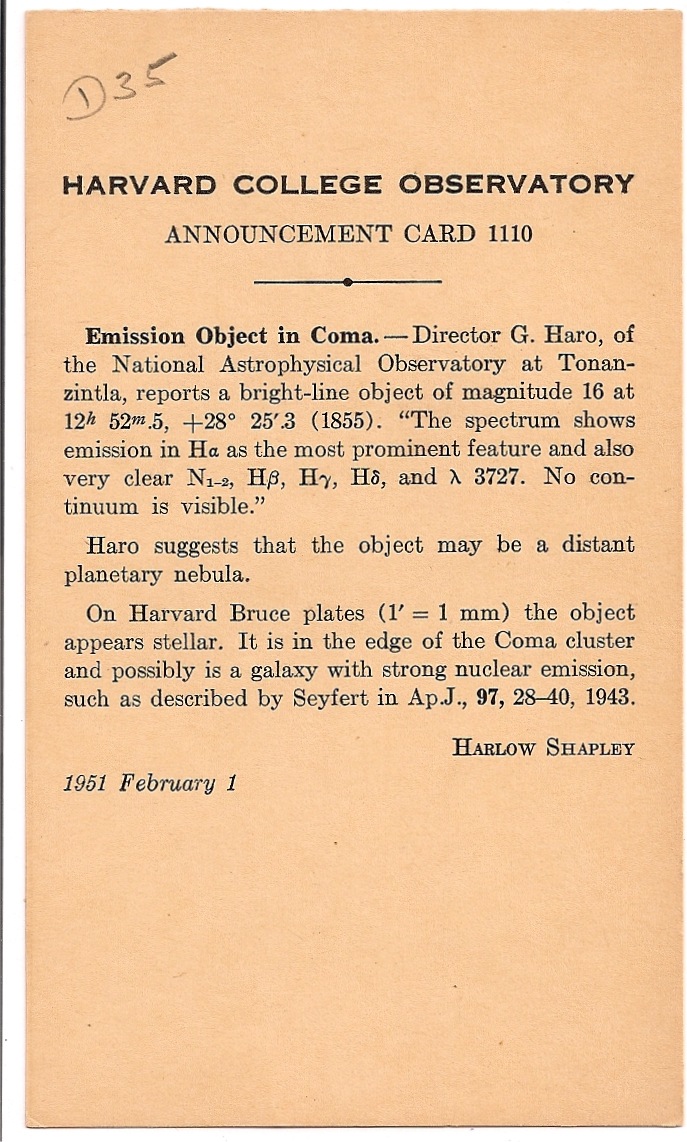 D35
HARVARD COLLEGE OBSERVATORY
ANNOUNCEMENT CARD 1110
Emission Object in Coma.—Director G. Haro, of
the National Astrophysical Observatory at Tonan-
zintla, reports a bright-line object of magnitude 16 at
12ʰ 52ᵐ.5, +28° 25′.3 (1855). “The spectrum shows
emission in Hα as the most prominent feature and also
very clear N₁₋₂, Hβ, Hγ, Hδ, and λ 3727. No con-
tinuum is visible.”
Haro suggests that the object may be a distant
planetary nebula.
On Harvard Bruce plates (1′ = 1 mm) the object
appears stellar. It is in the edge of the Coma cluster
and possibly is a galaxy with strong nuclear emission,
such as described by Seyfert in Ap.J., 97, 28–40, 1943.
HARLOW SHAPLEY
1951 February 1